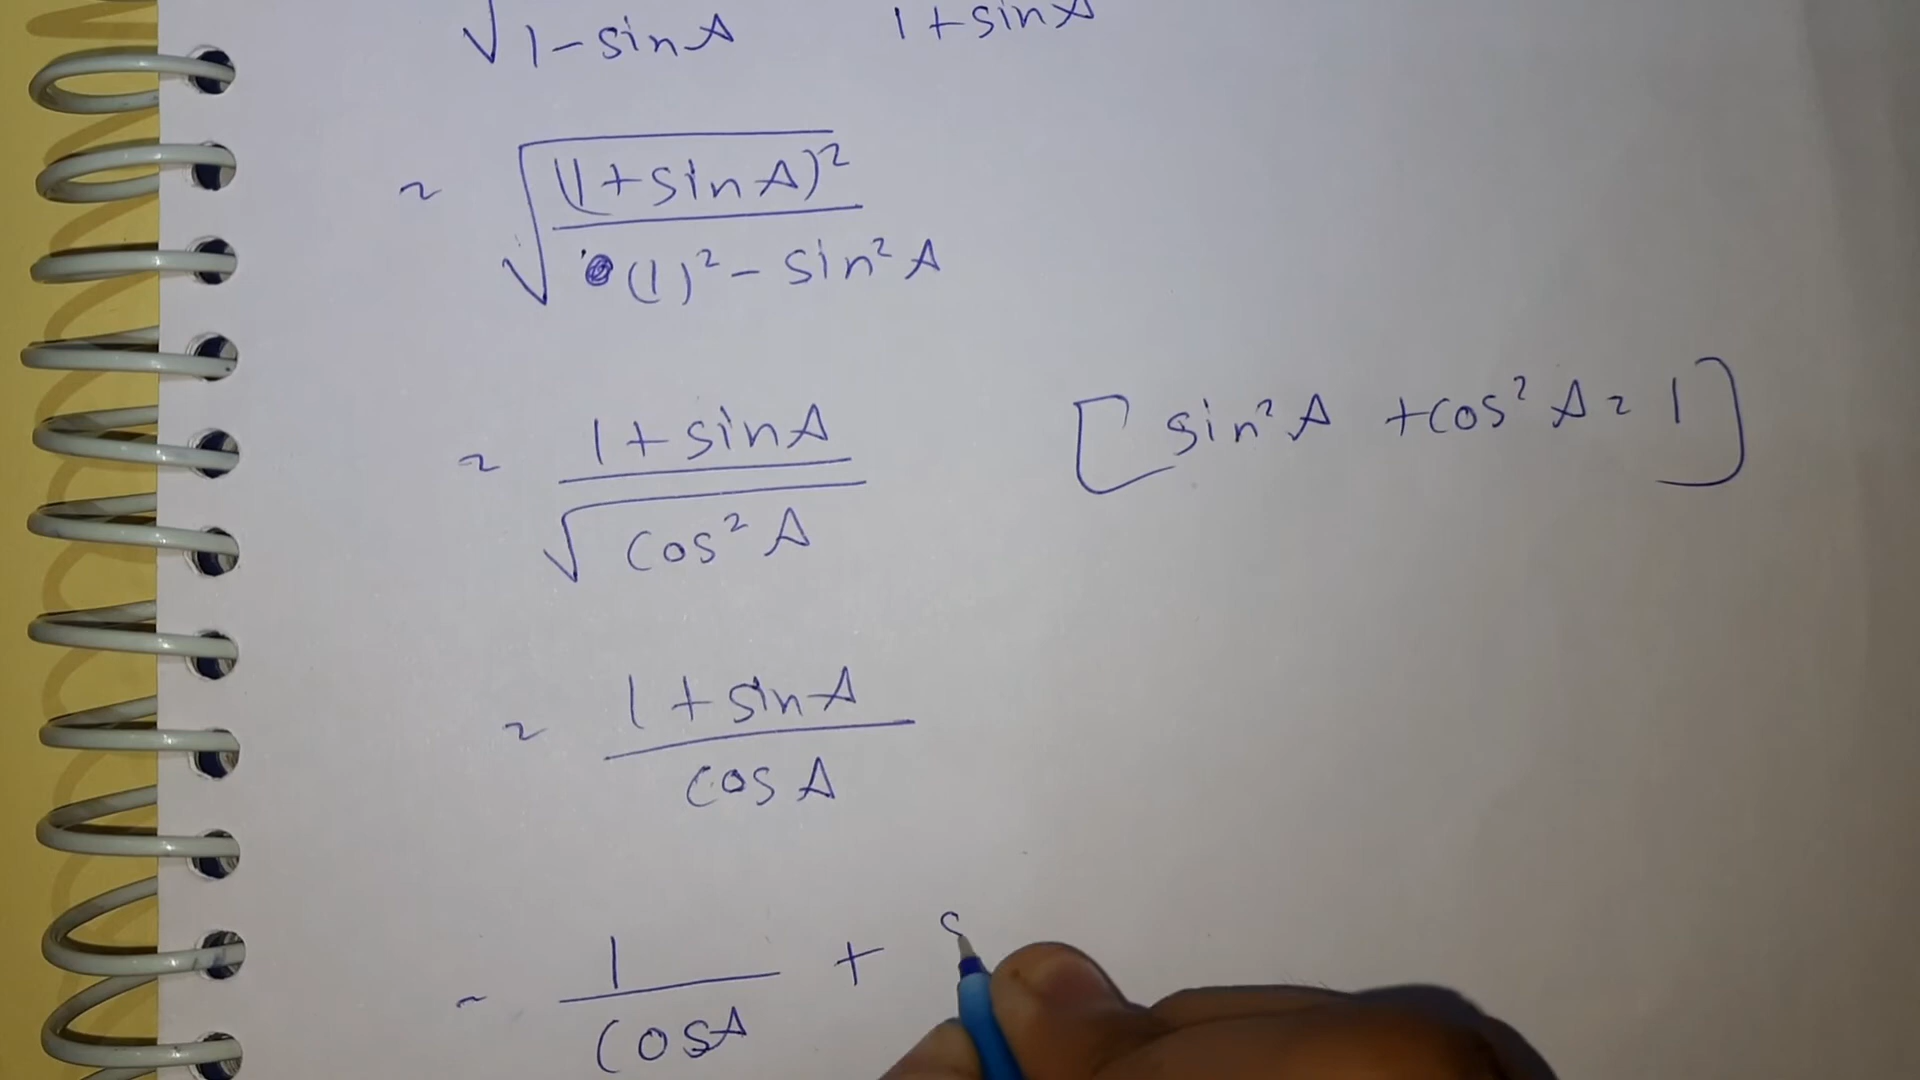 √1-sinA 1+sinA
= √(1+sinA)²
(1)²-sin²A
= 1+sinA [sin²A +cos²A=1]
√cos²A
= 1+sinA
cosA
= 1 + s
cosA